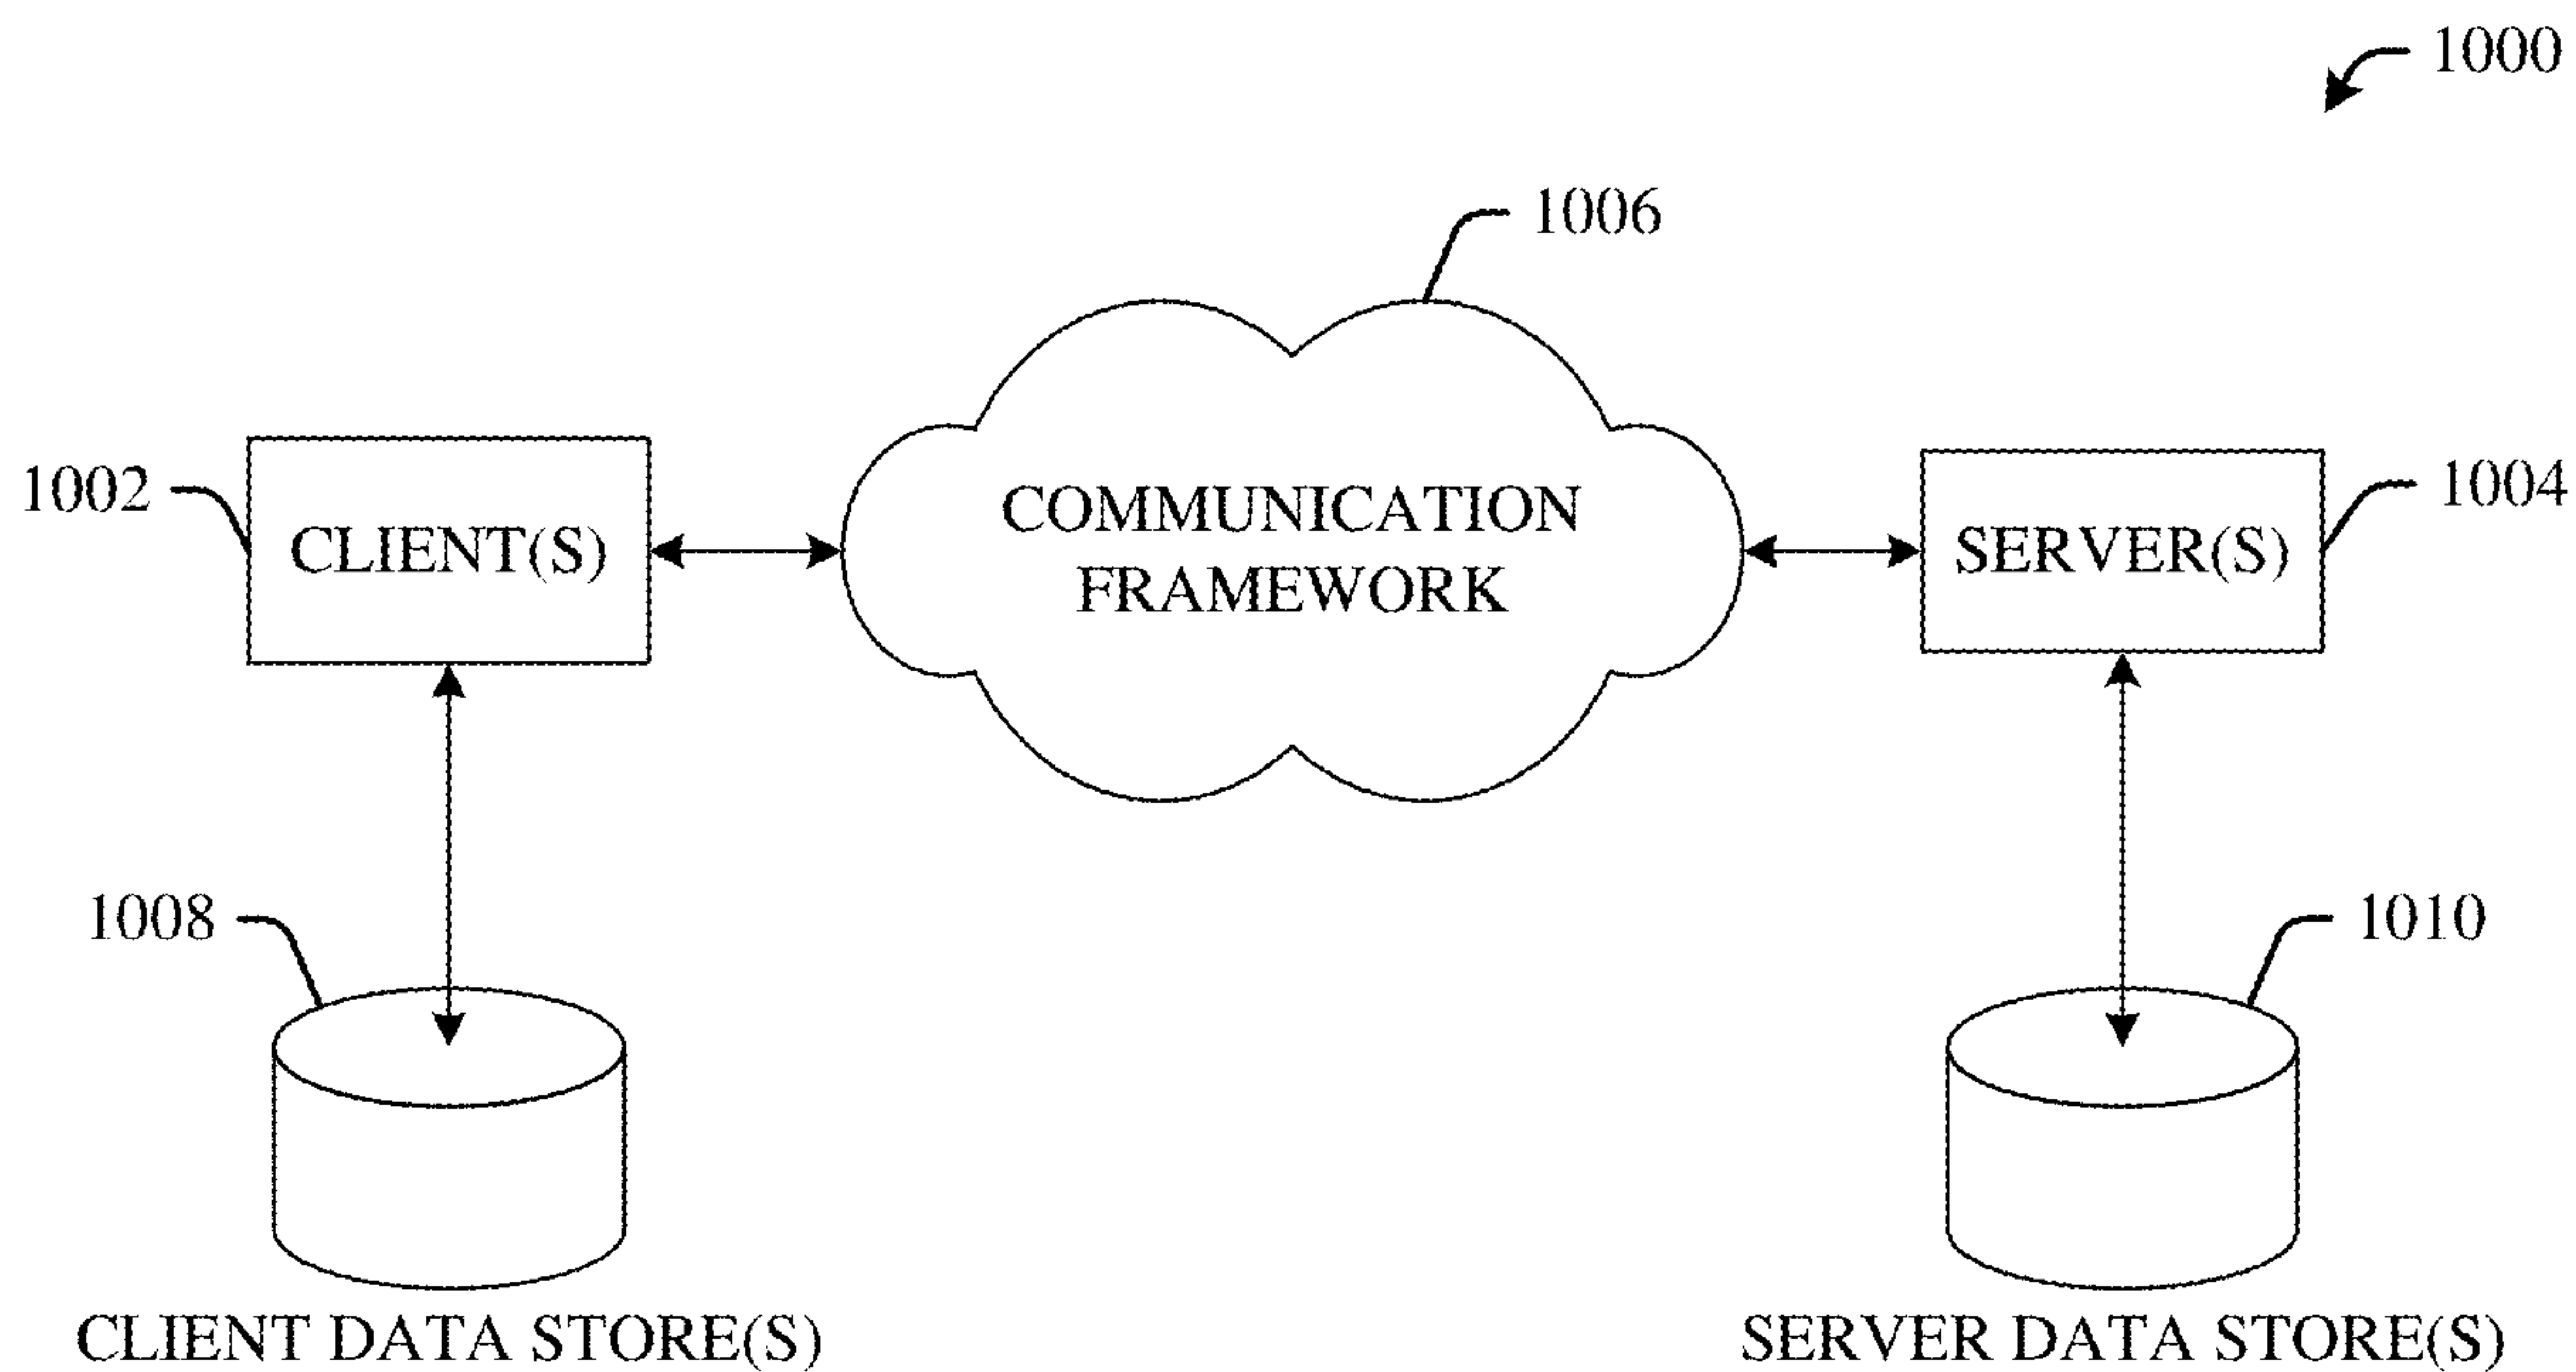 1000
1006
1002
CLIENT(S)
COMMUNICATION
FRAMEWORK
SERVER(S)
1004
1008
1010
CLIENT DATA STORE(S)
SERVER DATA STORE(S)